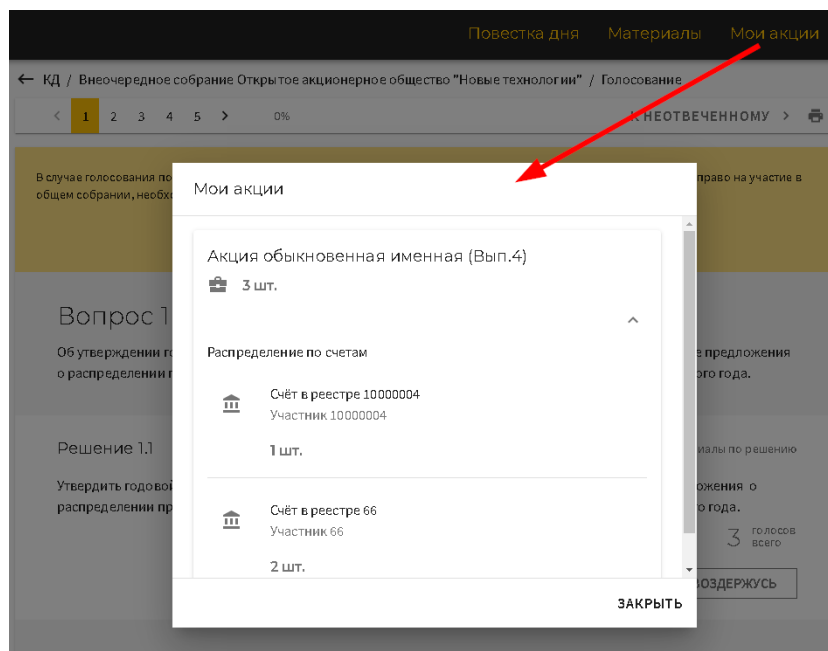 Повестка дня Материалы Мои акции
← КД / Внеочередное собрание Открытое акционерное общество "Новые технологии" / Голосование
< 1 2 3 4 5 > 0% НЕОТВЕЧЕННОМУ >
В случае голосования по право на участие в
общем собрании, необх
Мои акции
Акция обыкновенная именная (Вып.4)
3 шт.
Вопрос 1
Распределение по счетам
Об утверждении г е предложения
о распределении го года.
Счёт в реестре 10000004
Участник 10000004
1 шт.
Решение 1.1 иалы по решению
Утвердить годовой ожения о
распределении пр о года.
Счёт в реестре 66
Участник 66
3 голосов
всего
2 шт.
ВОЗДЕРЖУСЬ
ЗАКРЫТЬ